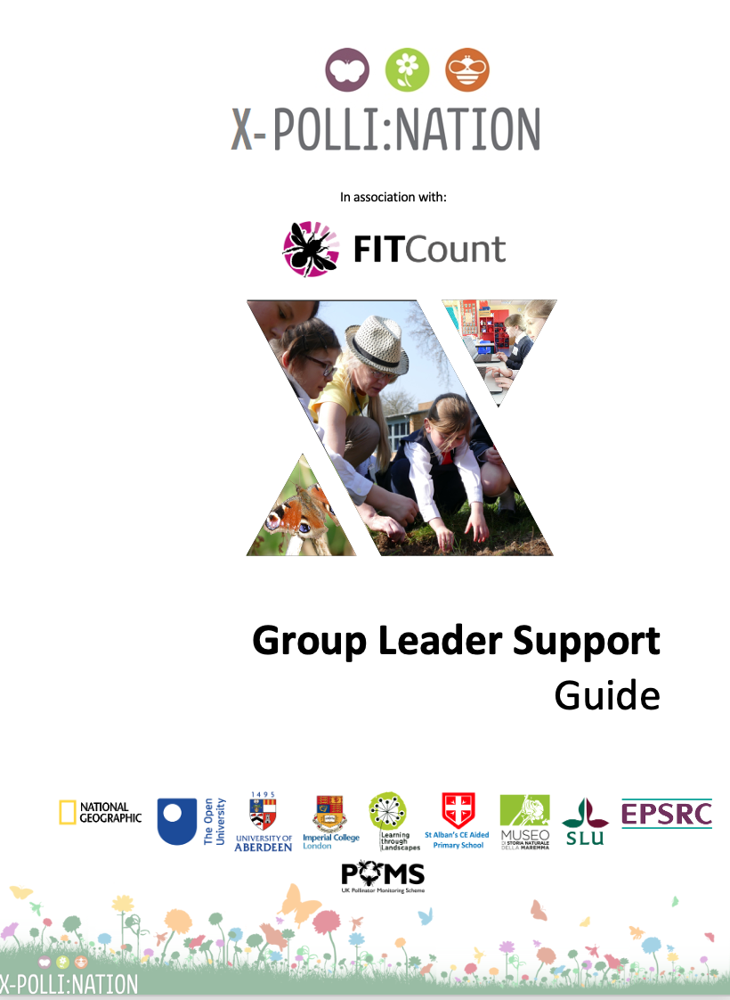 X-POLLI:NATION
In association with:
FITCount
Group Leader Support
Guide
NATIONAL
GEOGRAPHIC
The Open
University
1495
UNIVERSITY OF
ABERDEEN
Imperial College
London
Learning
through
Landscapes
St Alban's CE Aided
Primary School
MUSEO
DI STORIA NATURALE
DELLA MAREMMA
SLU
EPSRC
POMS
UK Pollinator Monitoring Scheme
X-POLLI:NATION